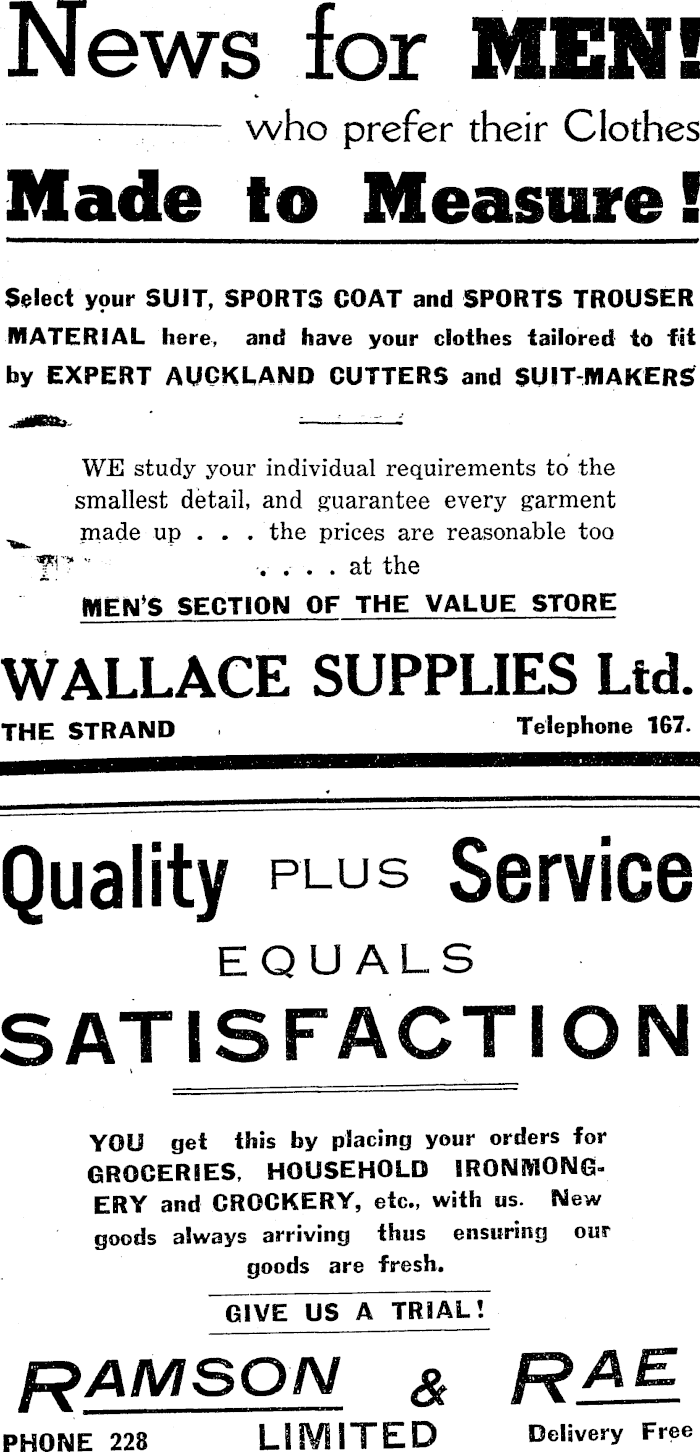 News for MEN!
who prefer their Clothes
Made to Measure!
Select your SUIT, SPORTS COAT and SPORTS TROUSER
MATERIAL here, and have your clothes tailored to fit
by EXPERT AUCKLAND CUTTERS and SUIT-MAKERS
WE study your individual requirements to the
smallest detail, and guarantee every garment
made up . . . the prices are reasonable too
. . . . at the
MEN'S SECTION OF THE VALUE STORE
WALLACE SUPPLIES Ltd.
THE STRAND Telephone 167.
Quality PLUS Service
EQUALS
SATISFACTION
YOU get this by placing your orders for
GROCERIES, HOUSEHOLD IRONMONG-
ERY and CROCKERY, etc., with us. New
goods always arriving thus ensuring our
goods are fresh.
GIVE US A TRIAL!
RAMSON & RAE
PHONE 228 LIMITED Delivery Free